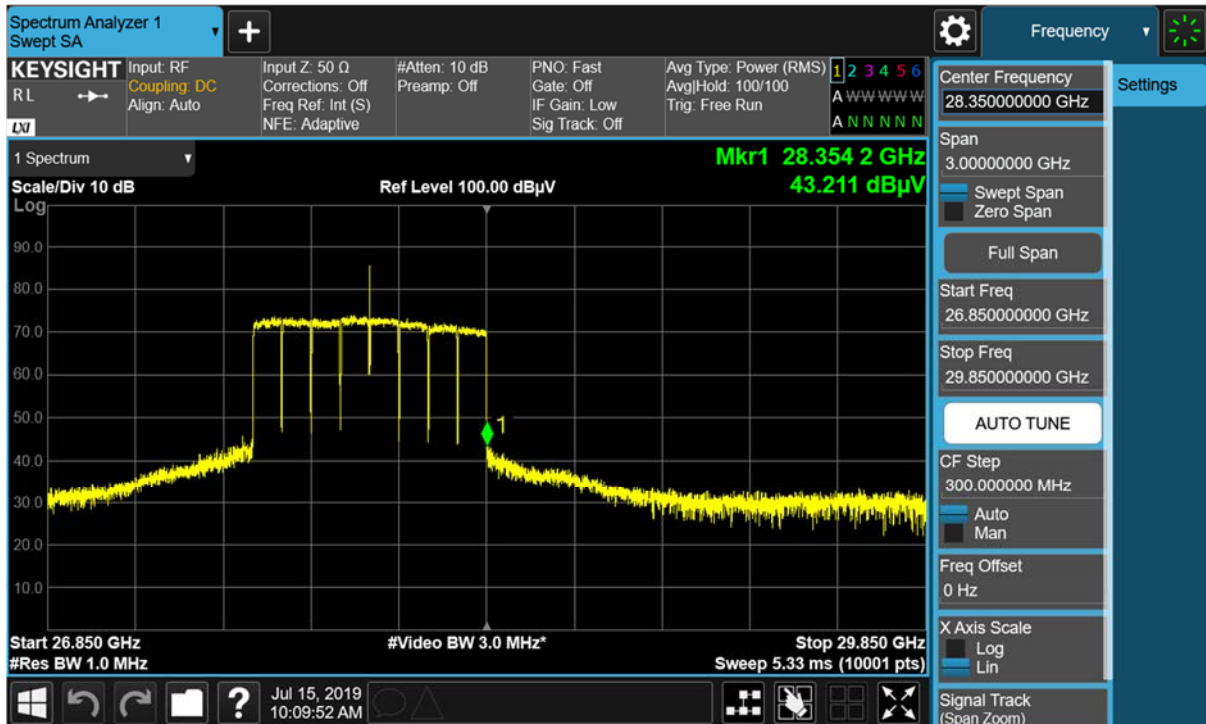 Spectrum Analyzer 1
Swept SA
Frequency
KEYSIGHT
RL
LXI
Input: RF
Coupling: DC
Align: Auto
Input Z: 50 Ω
Corrections: Off
Freq Ref: Int (S)
NFE: Adaptive
#Atten: 10 dB
Preamp: Off
PNO: Fast
Gate: Off
IF Gain: Low
Sig Track: Off
Avg Type: Power (RMS)
Avg|Hold: 100/100
Trig: Free Run
1 2 3 4 5 6
A W W W W W
A N N N N N
1 Spectrum
Scale/Div 10 dB
Log
Ref Level 100.00 dBµV
Mkr1 28.354 2 GHz
43.211 dBµV
90.0
80.0
70.0
60.0
50.0
40.0
30.0
20.0
10.0
1
Start 26.850 GHz
#Res BW 1.0 MHz
#Video BW 3.0 MHz*
Stop 29.850 GHz
Sweep 5.33 ms (10001 pts)
Jul 15, 2019
10:09:52 AM
Center Frequency
28.350000000 GHz
Settings
Span
3.00000000 GHz
Swept Span
Zero Span
Full Span
Start Freq
26.850000000 GHz
Stop Freq
29.850000000 GHz
AUTO TUNE
CF Step
300.000000 MHz
Auto
Man
Freq Offset
0 Hz
X Axis Scale
Log
Lin
Signal Track
(Span Zoom)